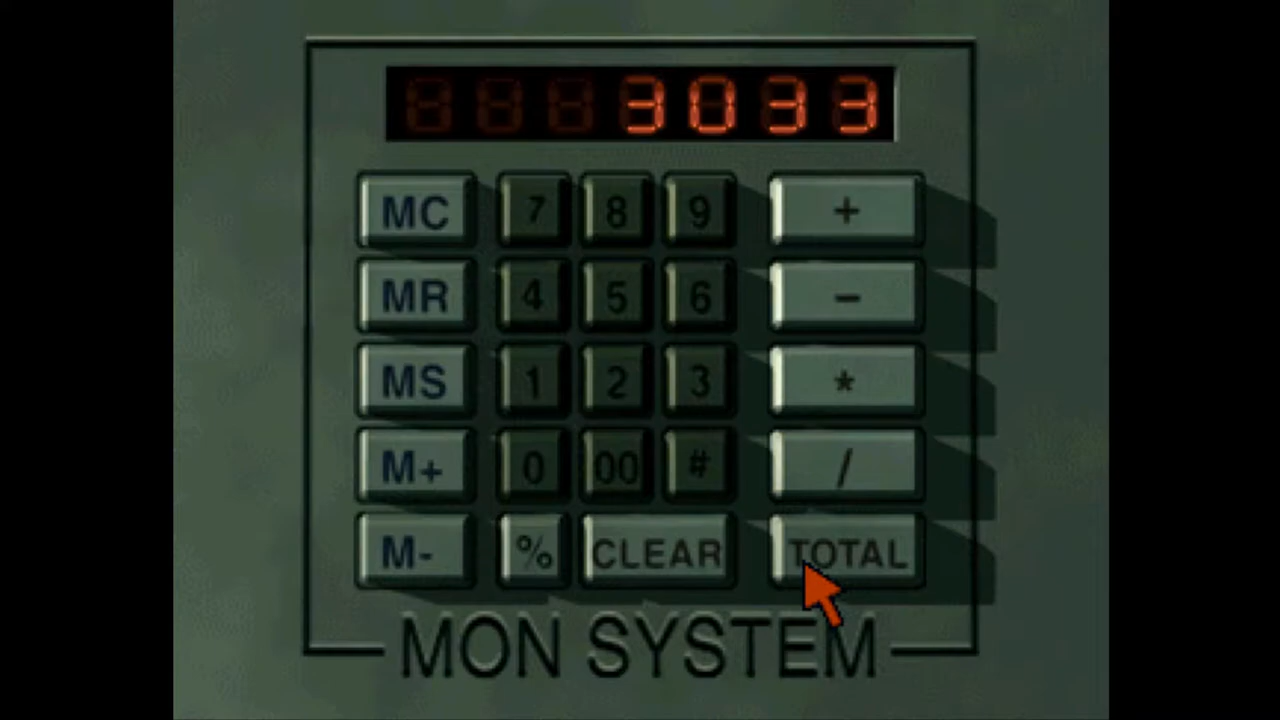 3033
MC 7 8 9 +
MR 4 5 6 -
MS 1 2 3 *
M+ 0 00 # /
M- % CLEAR TOTAL
MON SYSTEM